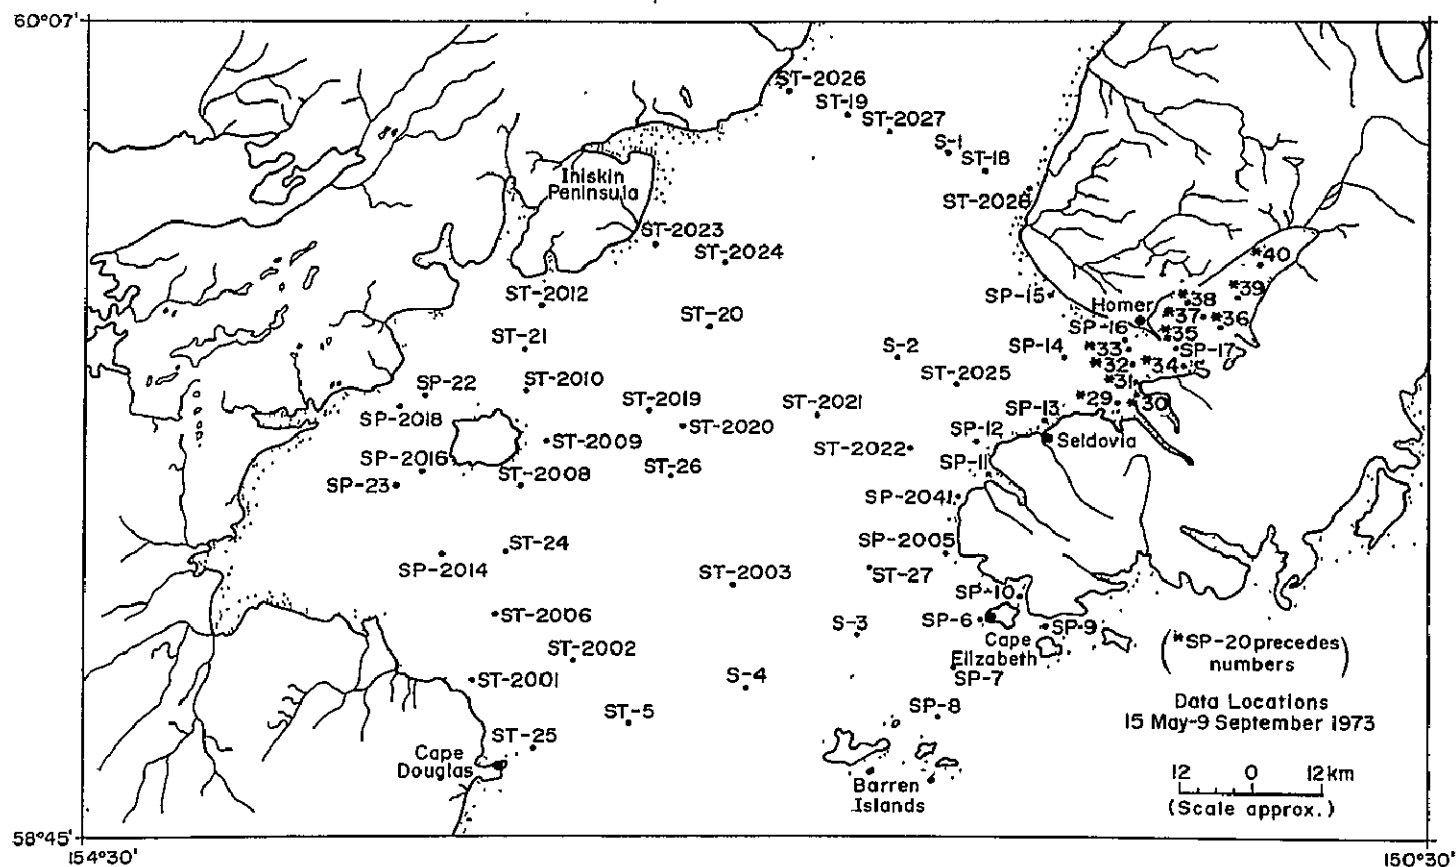 60°07'
ST-2026
ST-19
ST-2027
S-1
ST-18
Ihiskin
Peninsula
ST-2028
ST-2023
ST-2024
*40
ST-2012
SP-15
*39
Homer
*38
ST-20
*37
*36
SP-16
*35
ST-21
S-2
SP-14
*33
SP-17
*32
*34
SP-22
ST-2010
ST-2025
*31
SP-2018
ST-2019
ST-2021
*29
*30
SP-13
ST-2020
SP-12
ST-2009
ST-2022
Seldovia
SP-2016
SP-11
SP-23
ST-2008
ST-26
SP-2041
ST-24
SP-2005
SP-2014
ST-2003
ST-27
SP-10
ST-2006
S-3
SP-6
SP-9
Cape
Elizabeth
(*SP-20 precedes
numbers)
ST-2002
ST-2001
S-4
SP-7
Data Locations
15 May-9 September 1973
ST-5
SP-8
ST-25
Cape
Douglas
Barren
Islands
12 0 12km
(Scale approx.)
58°45'
154°30'
150°30'